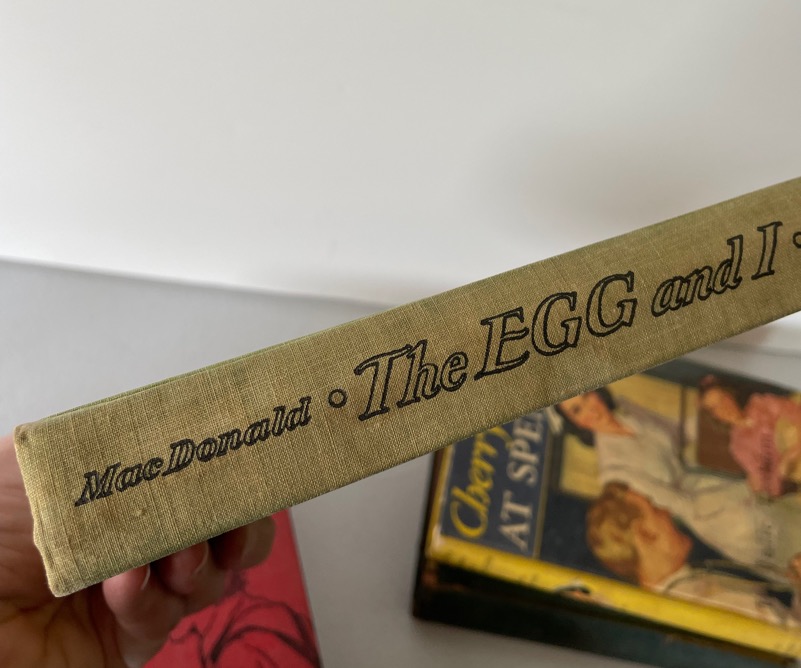 MacDonald • The EGG and I •
Cherry
AT SPE